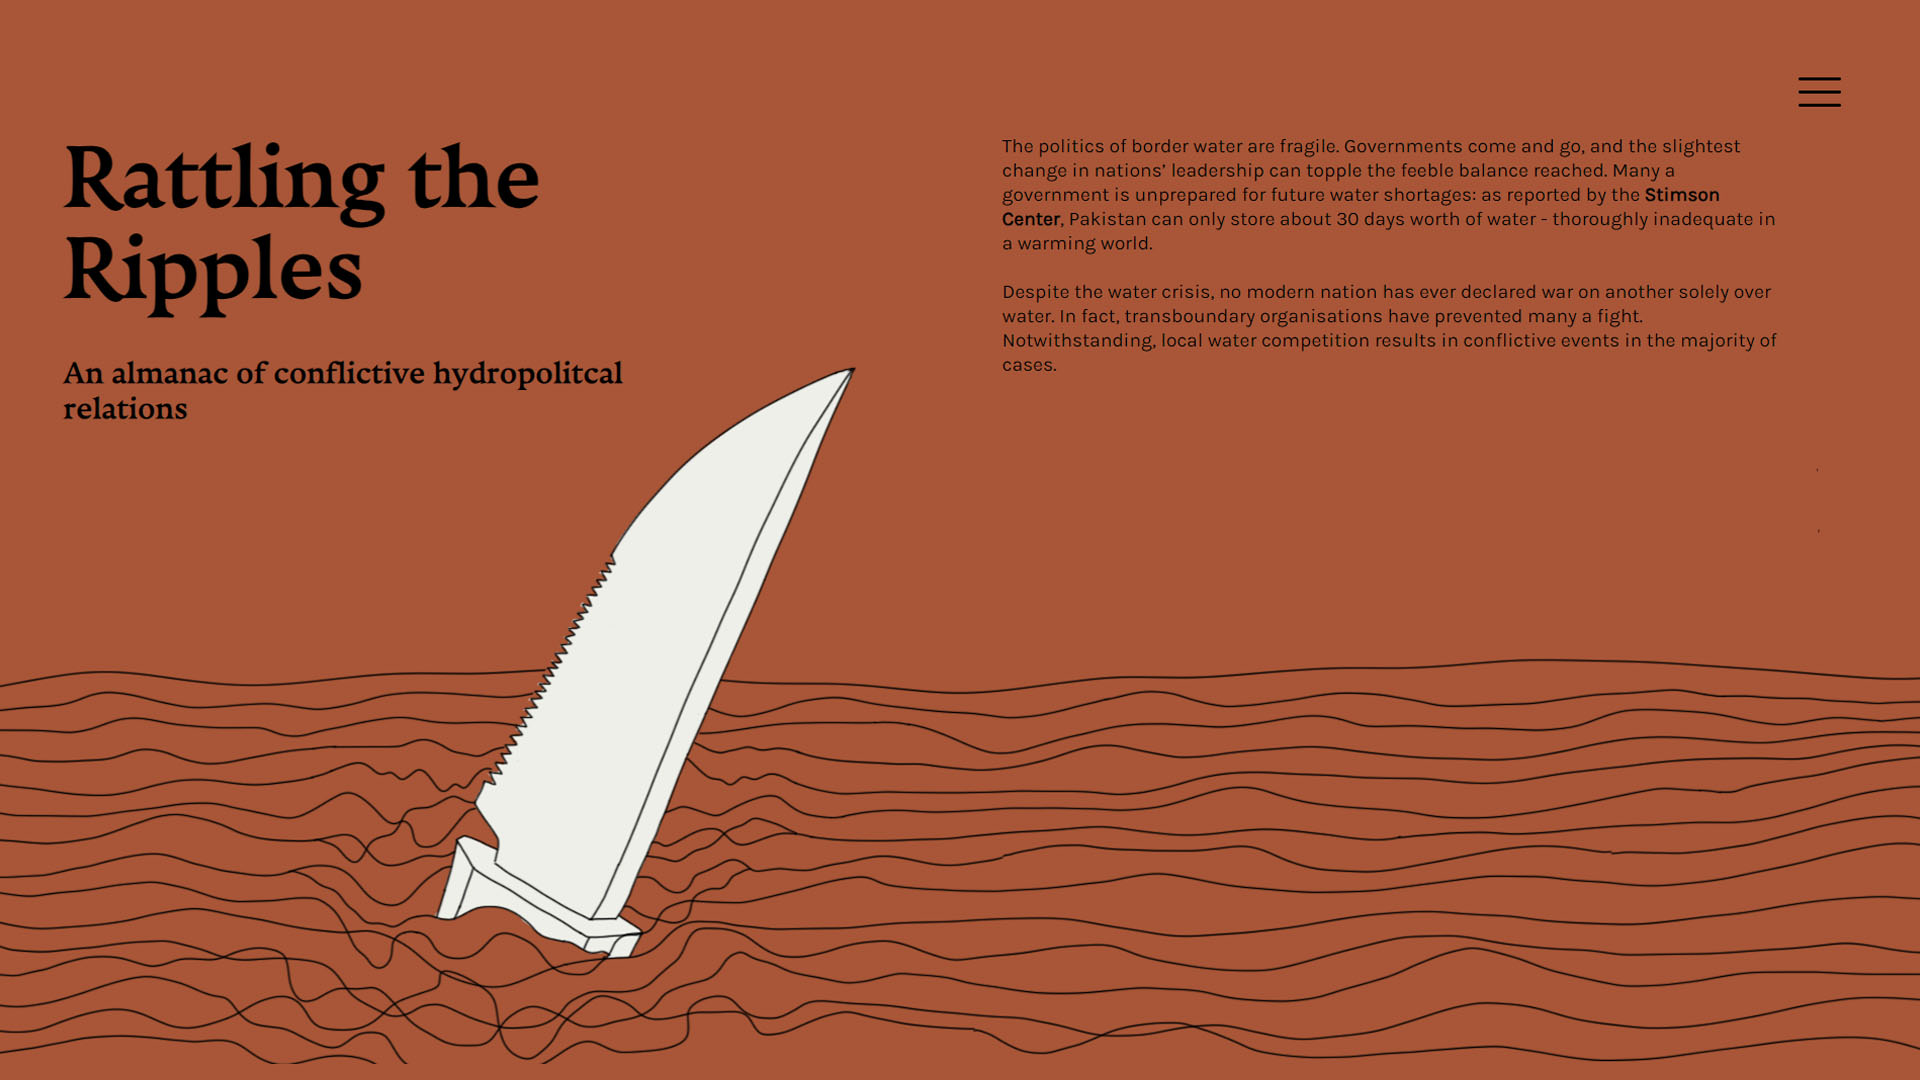 Rattling the
Ripples
An almanac of conflictive hydropolitcal
relations
The politics of border water are fragile. Governments come and go, and the slightest
change in nations’ leadership can topple the feeble balance reached. Many a
government is unprepared for future water shortages: as reported by the Stimson
Center, Pakistan can only store about 30 days worth of water - thoroughly inadequate in
a warming world.
Despite the water crisis, no modern nation has ever declared war on another solely over
water. In fact, transboundary organisations have prevented many a fight.
Notwithstanding, local water competition results in conflictive events in the majority of
cases.